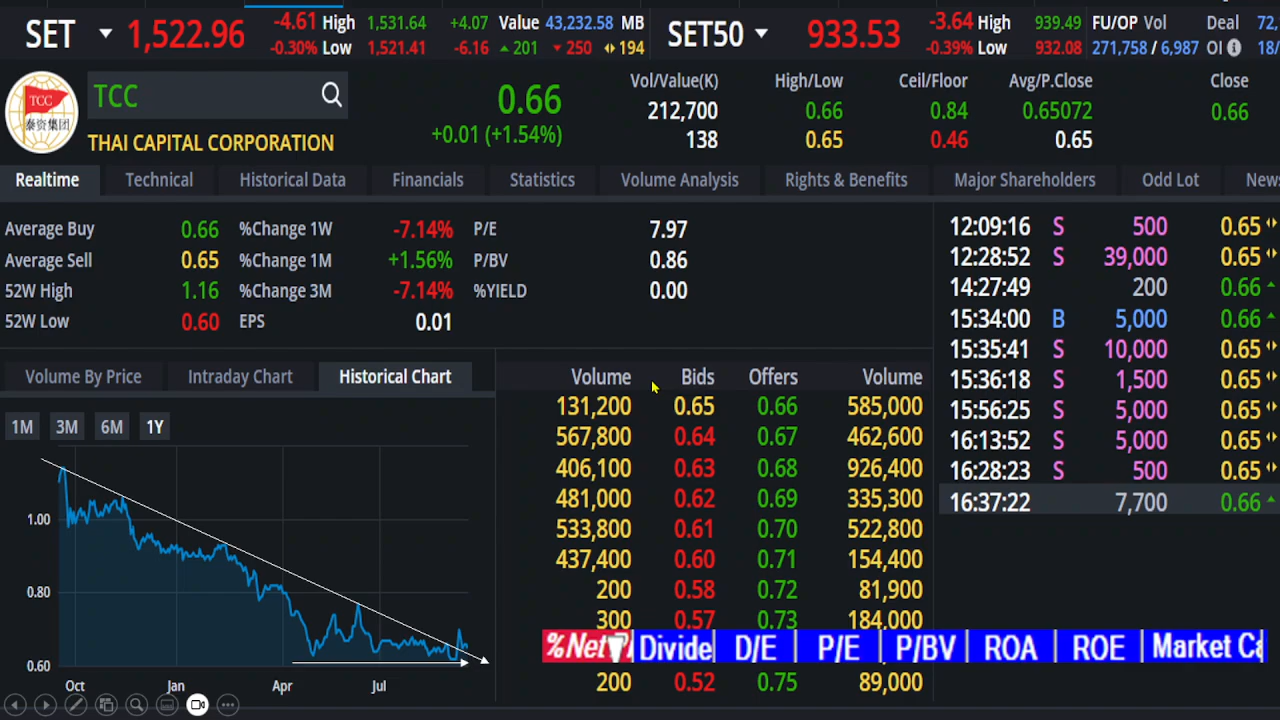 SET 1,522.96 -4.61 High 1,531.64 +4.07 Value 43,232.58 MB SET50 933.53 -3.64 High 939.49 FU/OP Vol Deal 72,
-0.30% Low 1,521.41 -6.16 201 250 194 -0.39% Low 932.08 271,758 / 6,987 OI 18/
TCC
泰资集团
TCC 0.66 Vol/Value(K) High/Low Ceil/Floor Avg/P.Close Close
212,700 0.66 0.84 0.65072 0.66
THAI CAPITAL CORPORATION +0.01 (+1.54%) 138 0.65 0.46 0.65
Realtime Technical Historical Data Financials Statistics Volume Analysis Rights & Benefits Major Shareholders Odd Lot News
Average Buy 0.66 %Change 1W -7.14% P/E 7.97
Average Sell 0.65 %Change 1M +1.56% P/BV 0.86
52W High 1.16 %Change 3M -7.14% %YIELD 0.00
52W Low 0.60 EPS 0.01
12:09:16 S 500 0.65
12:28:52 S 39,000 0.65
14:27:49 200 0.66
15:34:00 B 5,000 0.66
15:35:41 S 10,000 0.65
15:36:18 S 1,500 0.65
15:56:25 S 5,000 0.65
16:13:52 S 5,000 0.65
16:28:23 S 500 0.65
16:37:22 7,700 0.66
Volume By Price Intraday Chart Historical Chart
1M 3M 6M 1Y
1.00
0.80
0.60
Oct Jan Apr Jul
Volume Bids Offers Volume
131,200 0.65 0.66 585,000
567,800 0.64 0.67 462,600
406,100 0.63 0.68 926,400
481,000 0.62 0.69 335,300
533,800 0.61 0.70 522,800
437,400 0.60 0.71 154,400
200 0.58 0.72 81,900
300 0.57 0.73 184,000
%Net Divide D/E P/E P/BV ROA ROE Market Ca
200 0.52 0.75 89,000